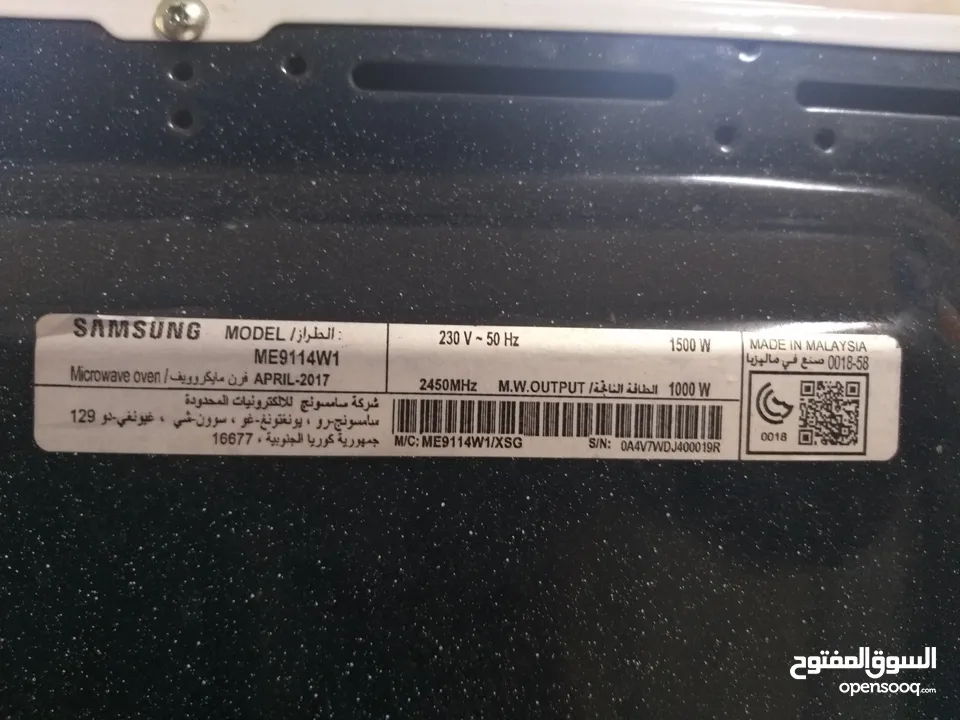 SAMSUNG MODEL / الطراز:
ME9114W1
Microwave oven / فرن مايكروويف APRIL-2017
شركة سامسونج للالكترونيات المحدودة
129 سامسونج-رو ، يونغتونغ-غو ، سوون-شي ، غيونغي-دو
16677 ، جمهورية كوريا الجنوبية
230 V ~ 50 Hz 1500 W
2450MHz M.W.OUTPUT / الطاقة الناتجة 1000 W
M/C: ME9114W1/XSG S/N: 0A4V7WDJ400019R
MADE IN MALAYSIA
صنع في ماليزيا 0018-58
0018
السوق المفتوح
opensooq.com